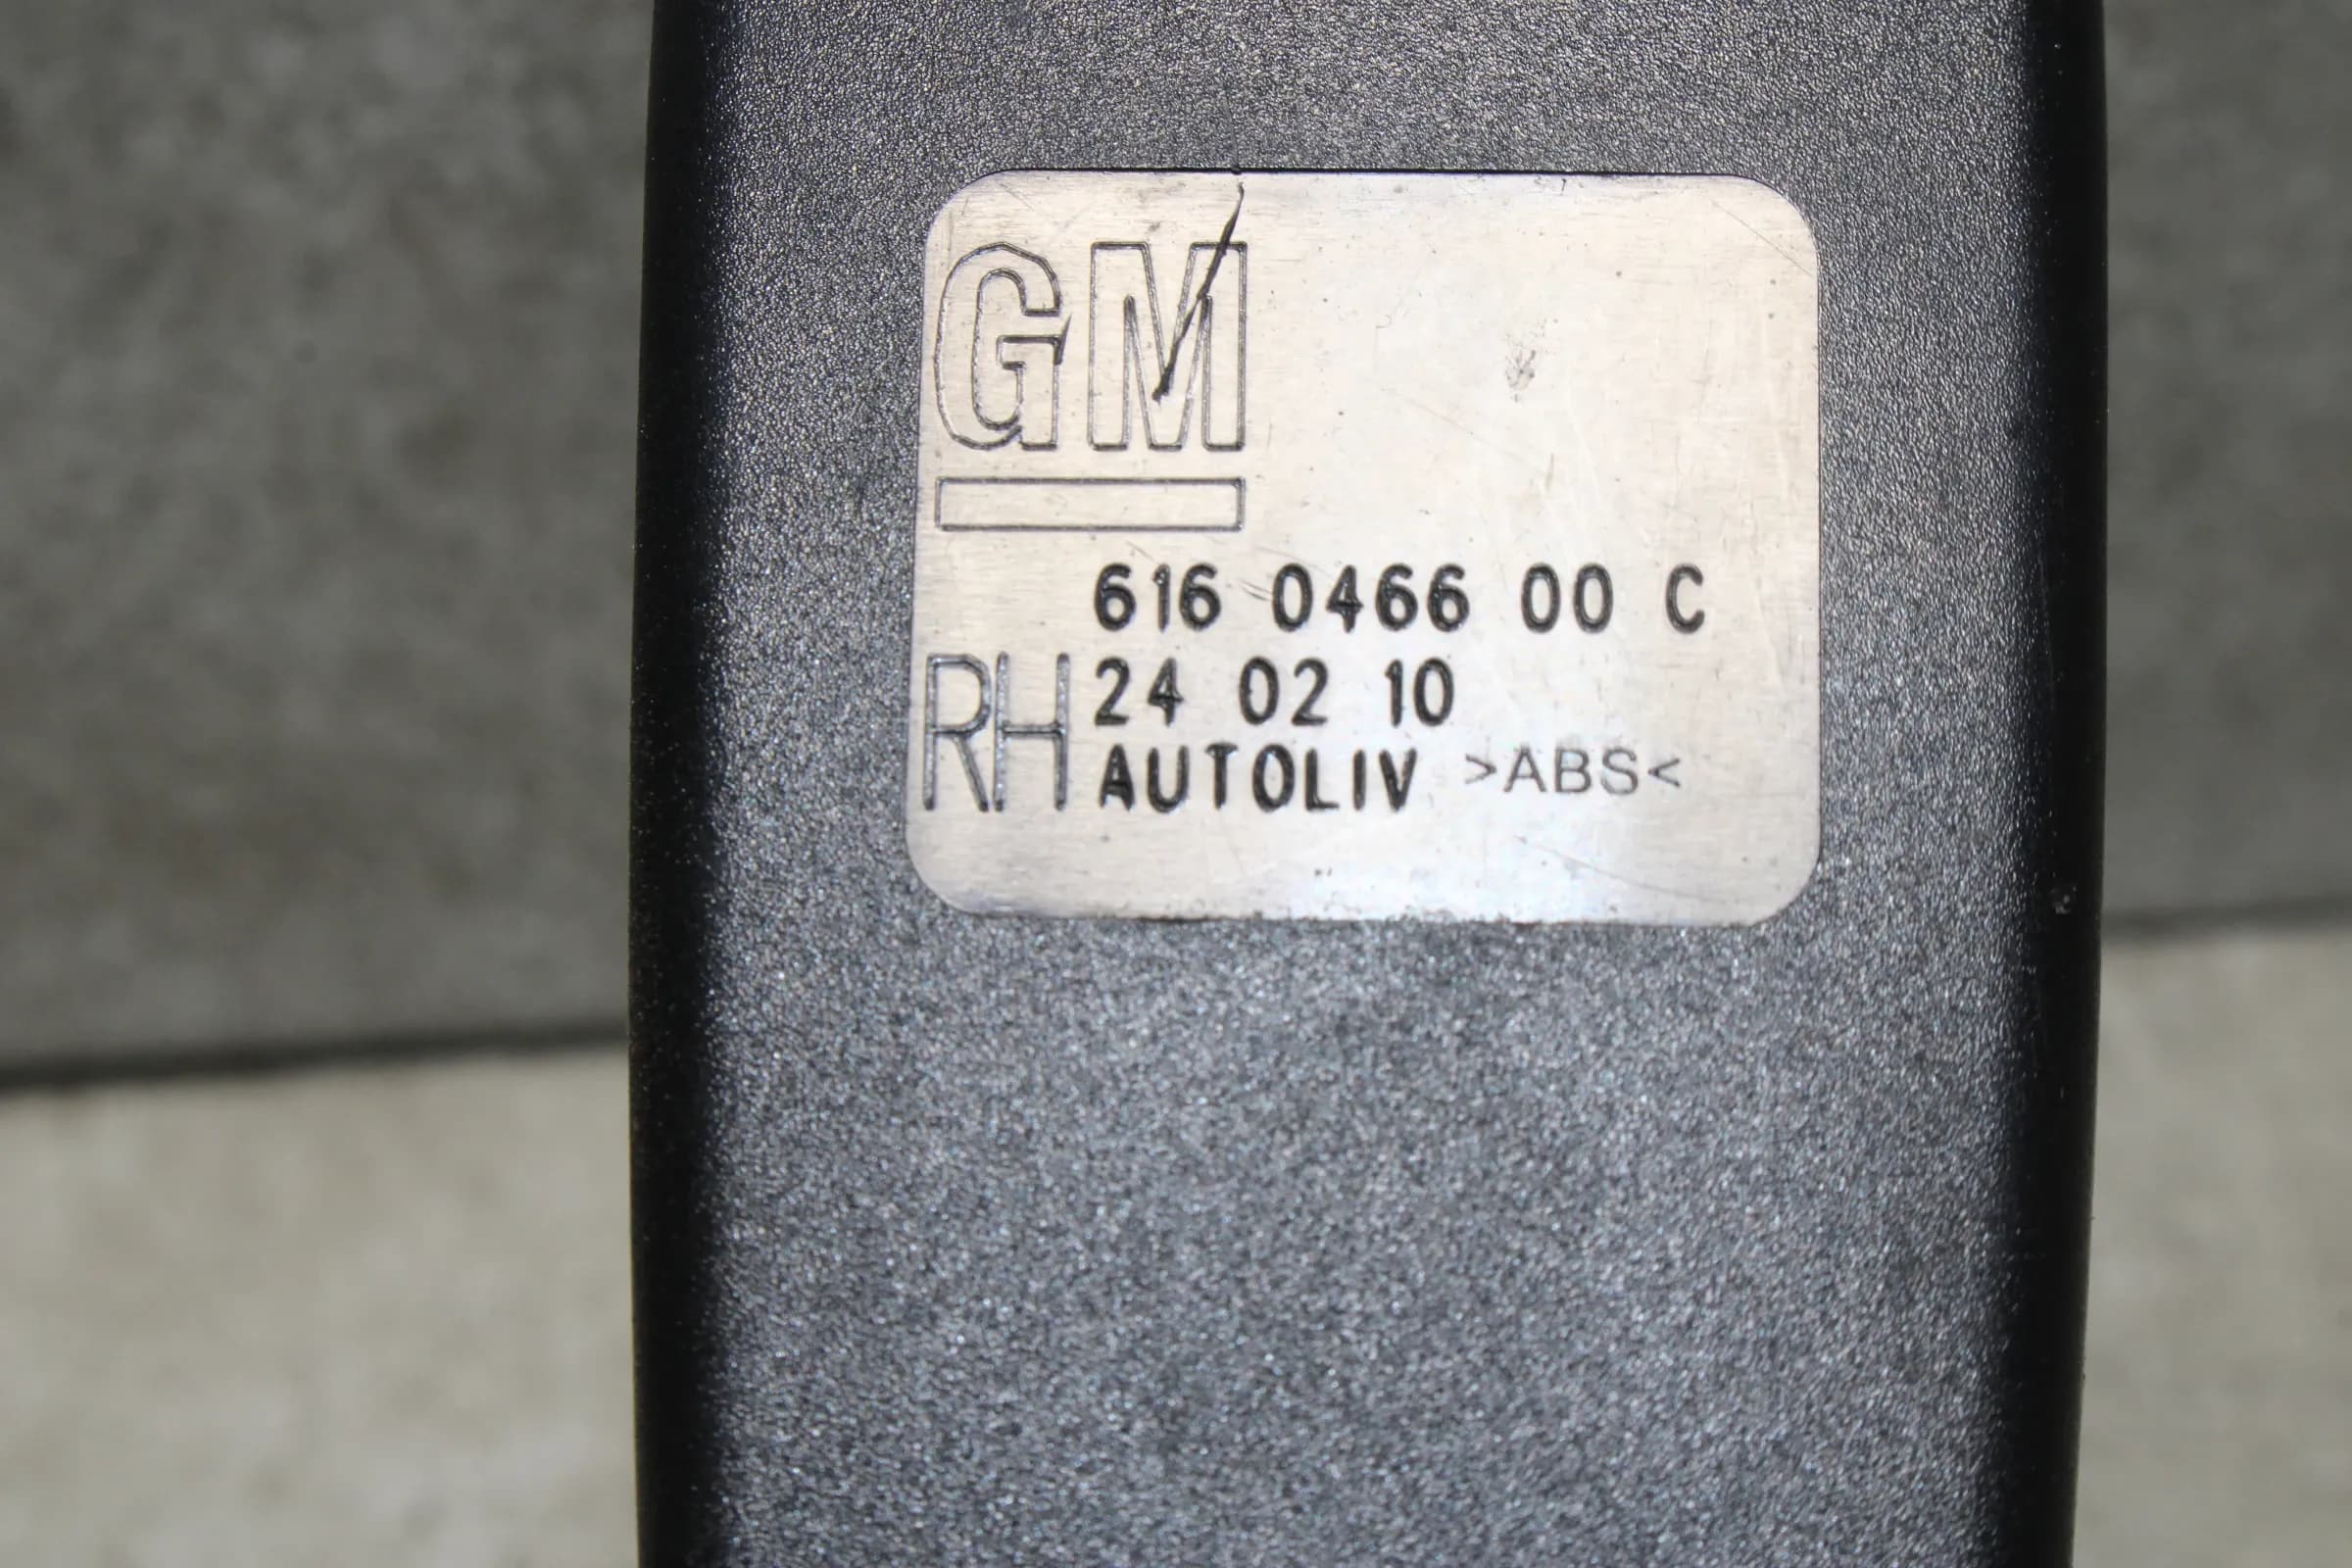 GM
616 0466 00 C
RH 24 02 10
AUTOLIV >ABS<